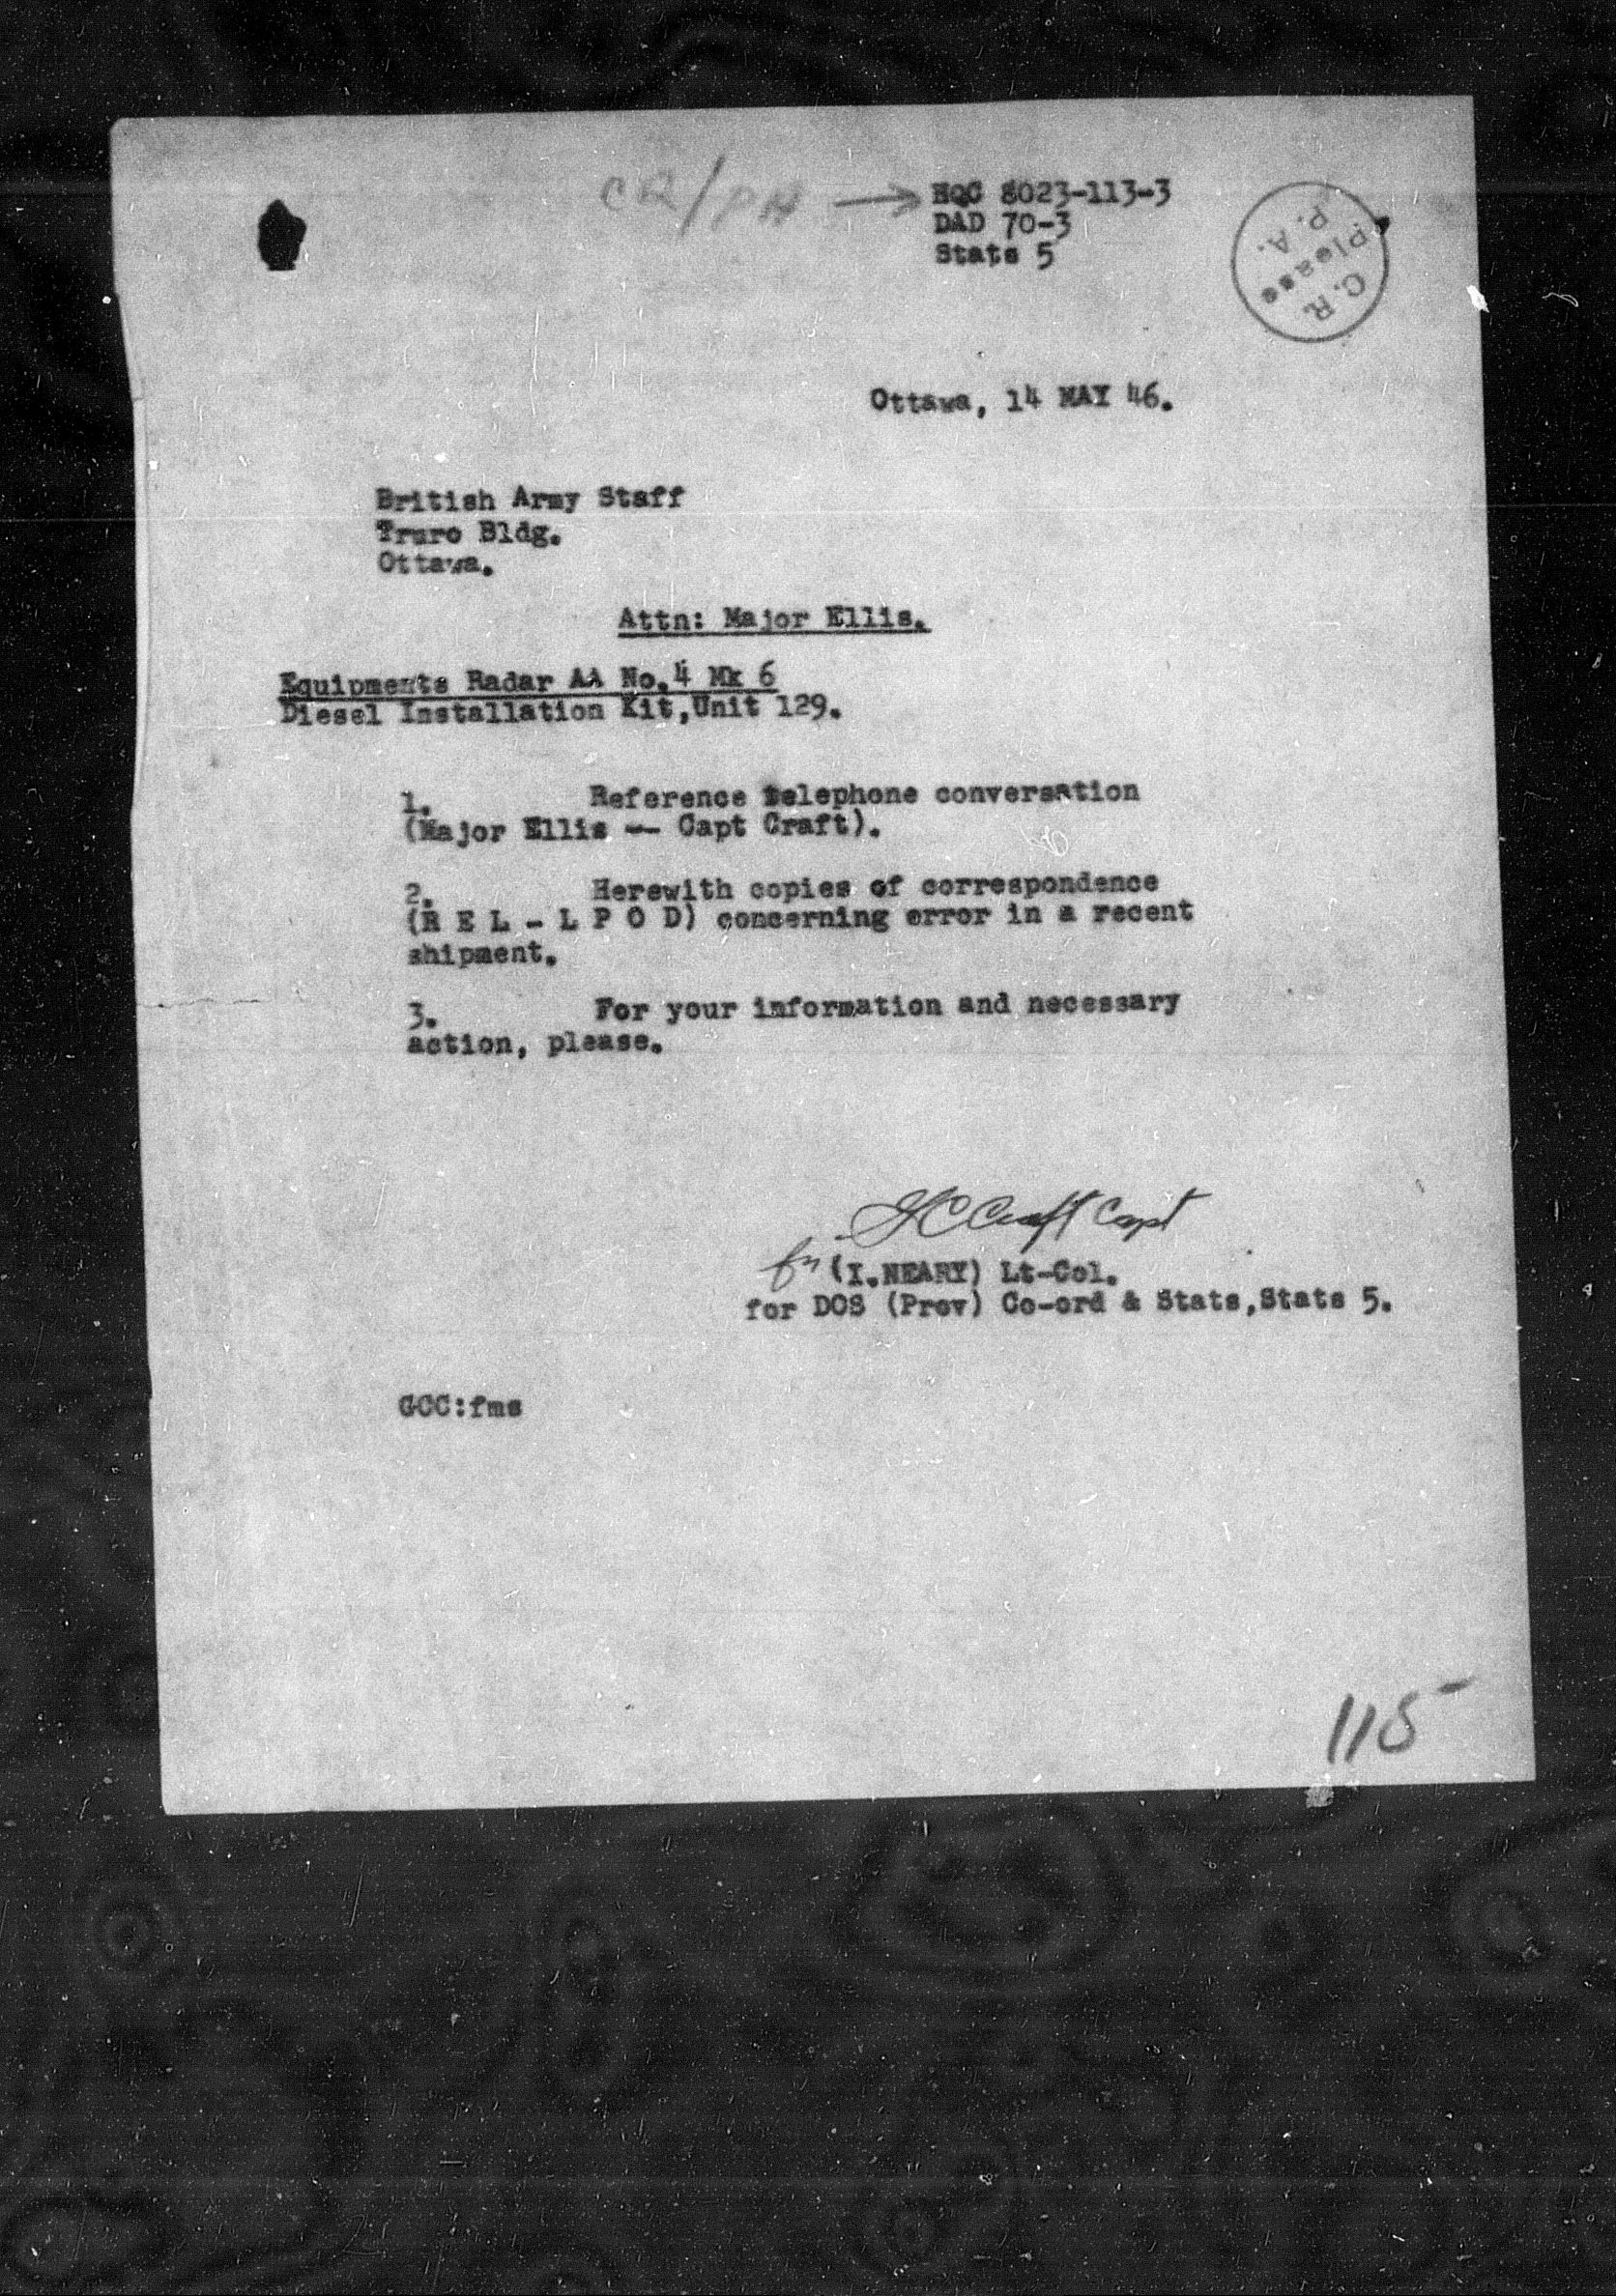 CR/PA → HQC 8023-113-3
DAD 70-3
Stats 5
C.R.
Please
P. A.
Ottawa, 14 MAY 46.
British Army Staff
Truro Bldg.
Ottawa.
Attn: Major Ellis.
Equipments Radar AA No.4 Mk 6
Diesel Installation Kit,Unit 129.
1. Reference telephone conversation
(Major Ellis -- Capt Craft).
2. Herewith copies of correspondence
(R E L - L P O D) concerning error in a recent
shipment.
3. For your information and necessary
action, please.
GC Craft Capt
for (I.NEARY) Lt-Col.
for DOS (Prov) Co-ord & Stats,Stats 5.
GCC:fms
115